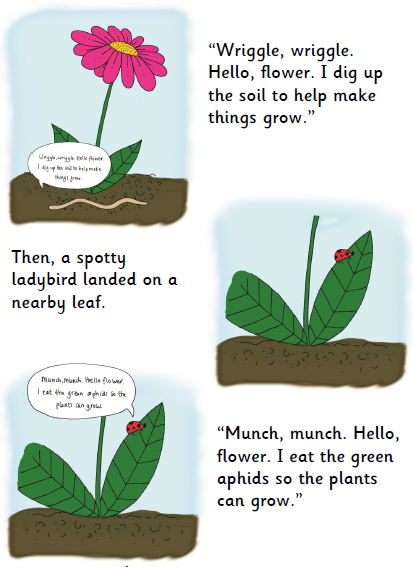 “Wriggle, wriggle.
Hello, flower. I dig up
the soil to help make
things grow.”
Wriggle, wriggle. Hello flower.
I dig up the soil to help make
things grow.
Then, a spotty
ladybird landed on a
nearby leaf.
Munch, munch. Hello flower.
I eat the green aphids so the
plants can grow.
“Munch, munch. Hello,
flower. I eat the green
aphids so the plants
can grow.”